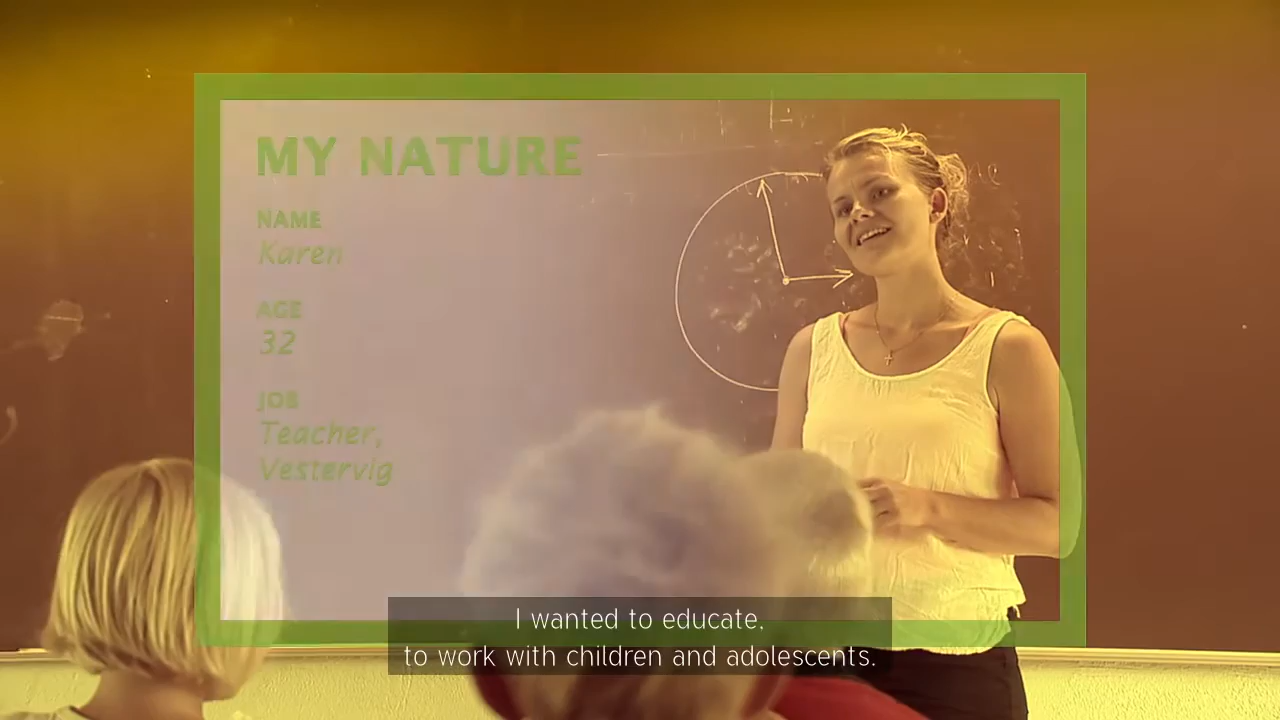 MY NATURE
NAME
Karen
AGE
32
JOB
Teacher,
Vestervig
I wanted to educate,
to work with children and adolescents.